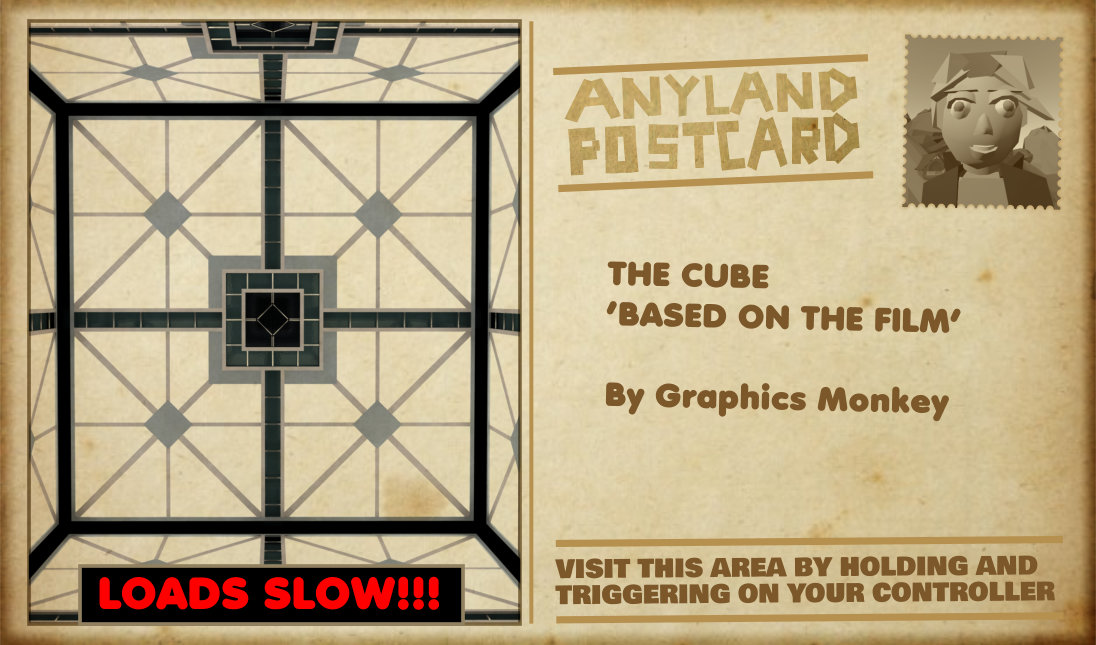 ANYLAND
POSTCARD
THE CUBE
'BASED ON THE FILM'
By Graphics Monkey
LOADS SLOW!!!
VISIT THIS AREA BY HOLDING AND
TRIGGERING ON YOUR CONTROLLER